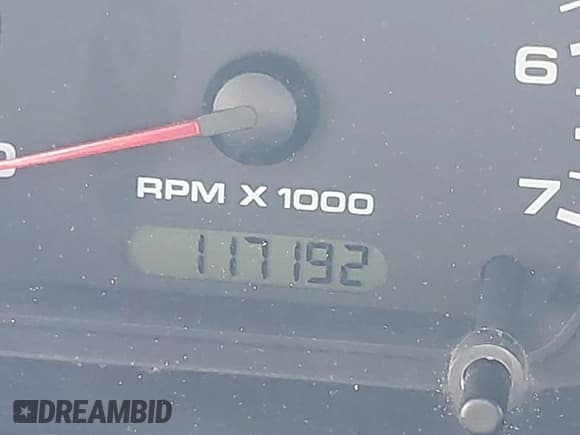 6
7
RPM X 1000
117192
DREAMBID